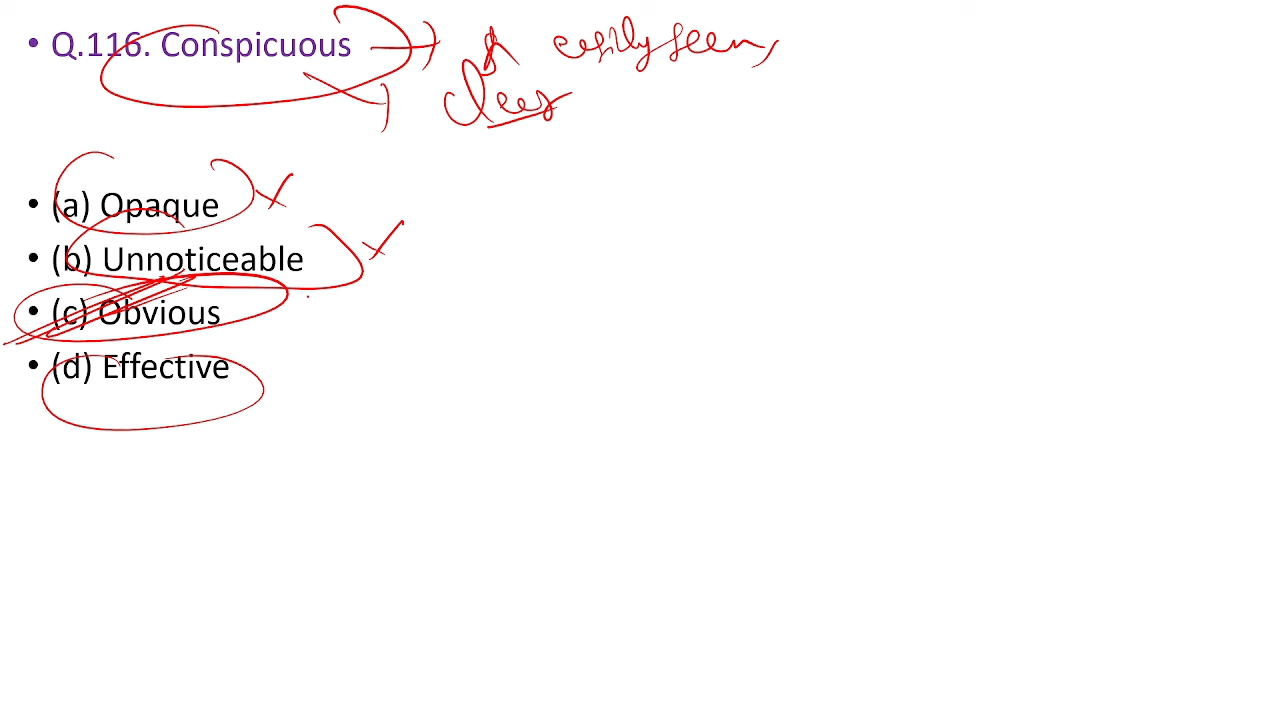 • Q.116. Conspicuous easily seen,
clear
• (a) Opaque
• (b) Unnoticeable
• (c) Obvious
• (d) Effective